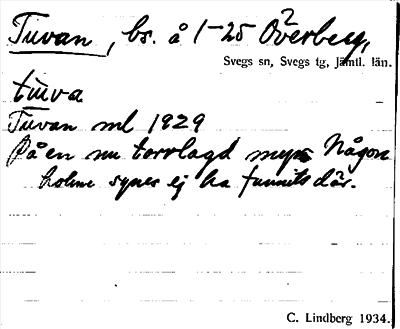 Tuvan, bs. å 1-25 Överberg,
Svegs sn, Svegs tg, Jämtl. län.
tuva
Tuvan ml 1929
På en nu torrlagd myr. Någon
holme synes ej ha funnits där.
C. Lindberg 1934.